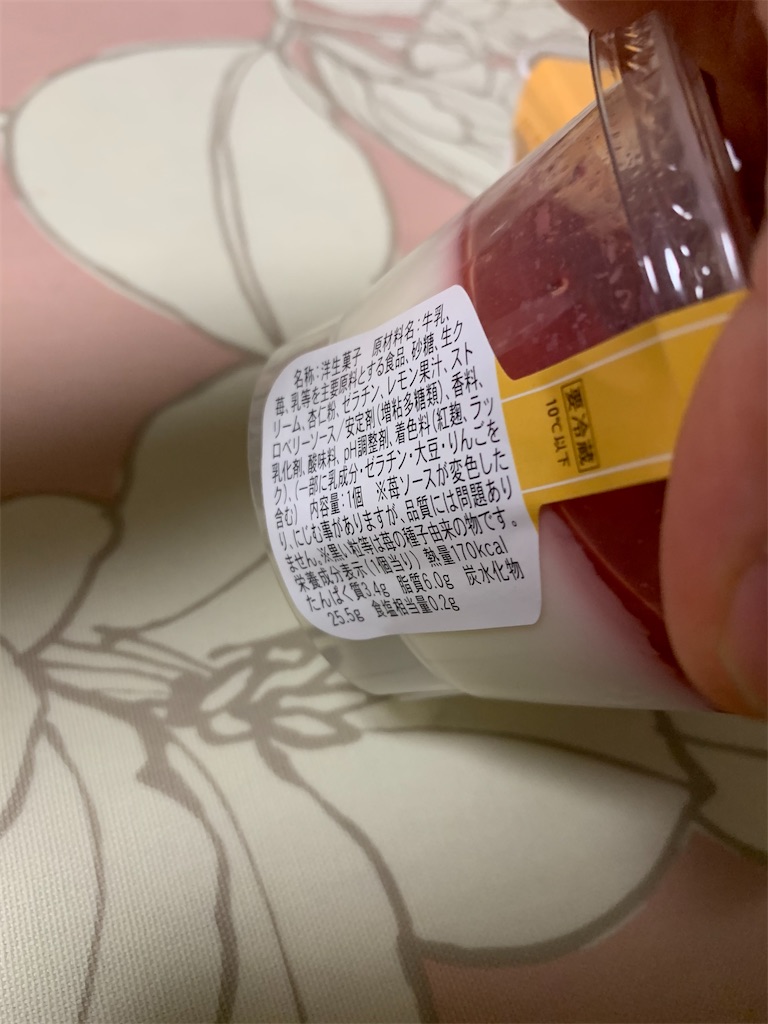 名称：洋生菓子　原材料名：牛乳、
苺、乳等を主要原料とする食品、砂糖、生ク
リーム、杏仁粉、ゼラチン、レモン果汁、スト
ロベリーソース／安定剤（増粘多糖類）、香料、
乳化剤、酸味料、pH調整剤、着色料（紅麹、ラッ
ク）、（一部に乳成分・ゼラチン・大豆・りんごを
含む）　内容量：1個　※苺ソースが変色した
り、にじむ事がありますが、品質には問題あり
ません。※黒い粒等は苺の種子由来の物です。
栄養成分表示（1個当り）　熱量170kcal
たんぱく質3.4g　脂質6.0g　炭水化物
25.5g　食塩相当量0.2g
要冷蔵
10℃以下